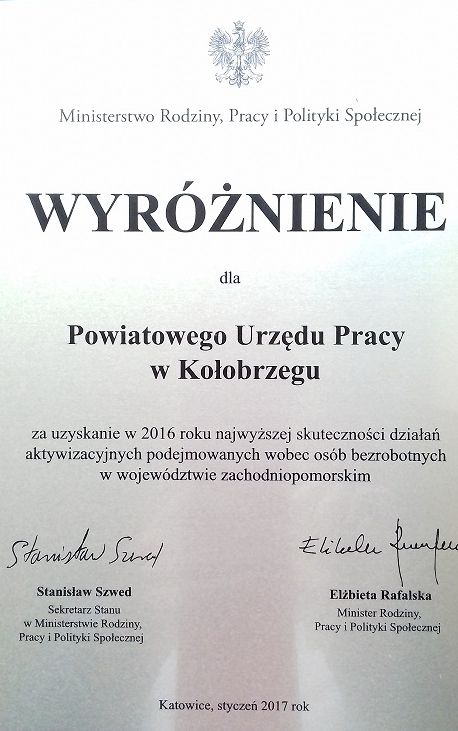 Ministerstwo Rodziny, Pracy i Polityki Społecznej
WYRÓŻNIENIE
dla
Powiatowego Urzędu Pracy
w Kołobrzegu
za uzyskanie w 2016 roku najwyższej skuteczności działań
aktywizacyjnych podejmowanych wobec osób bezrobotnych
w województwie zachodniopomorskim
Stanisław Szwed
Stanisław Szwed
Sekretarz Stanu
w Ministerstwie Rodziny,
Pracy i Polityki Społecznej
Elżbieta Rafalska
Minister Rodziny,
Pracy i Polityki Społecznej
Katowice, styczeń 2017 rok